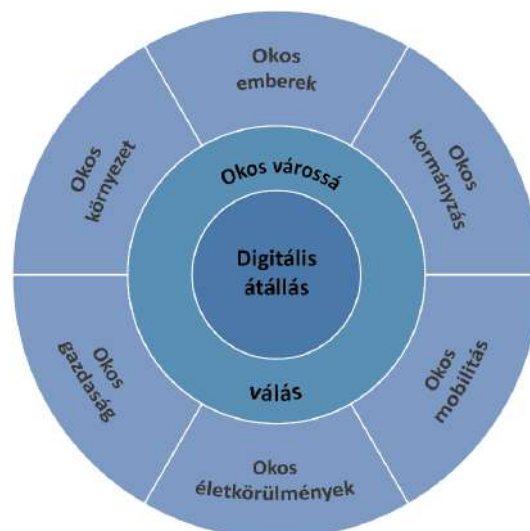 Okos
emberek
Okos
kormányzás
Okos
mobilitás
Okos
életkörülmények
Okos
gazdaság
Okos
környezet
Okos várossá
válás
Digitális
átállás